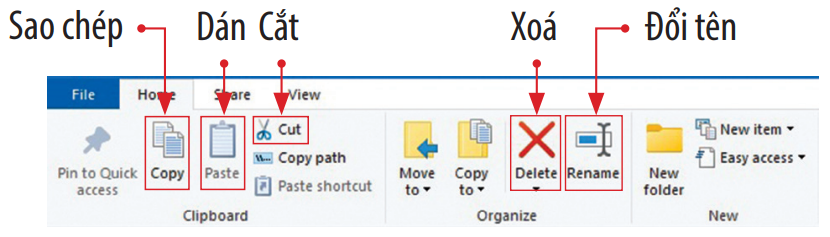 Sao chép Dán Cắt Xoá Đổi tên
File Home Share View
Pin to Quick access
Copy
Paste
Cut
Copy path
Paste shortcut
Clipboard
Move to
Copy to
Delete
Rename
Organize
New folder
New item
Easy access
New